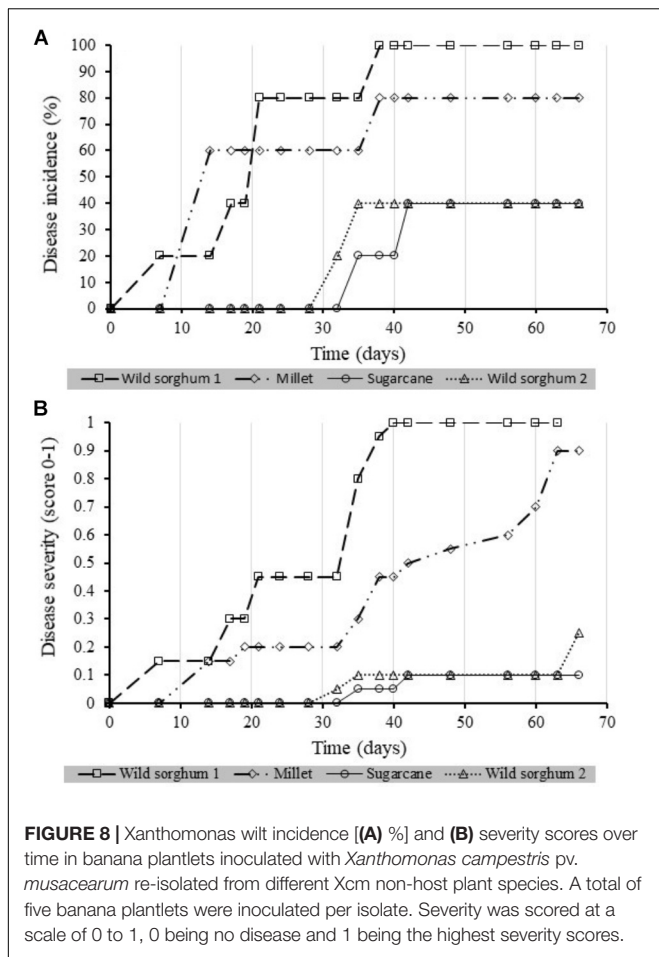 A
Disease incidence (%)
100
90
80
70
60
50
40
30
20
10
0
0 10 20 30 40 50 60 70
Time (days)
Wild sorghum 1 Millet Sugarcane Wild sorghum 2
B
Disease severity (score 0-1)
1
0.9
0.8
0.7
0.6
0.5
0.4
0.3
0.2
0.1
0
0 10 20 30 40 50 60 70
Time (days)
Wild sorghum 1 Millet Sugarcane Wild sorghum 2
FIGURE 8 | Xanthomonas wilt incidence [(A) %] and (B) severity scores over
time in banana plantlets inoculated with Xanthomonas campestris pv.
musacearum re-isolated from different Xcm non-host plant species. A total of
five banana plantlets were inoculated per isolate. Severity was scored at a
scale of 0 to 1, 0 being no disease and 1 being the highest severity scores.